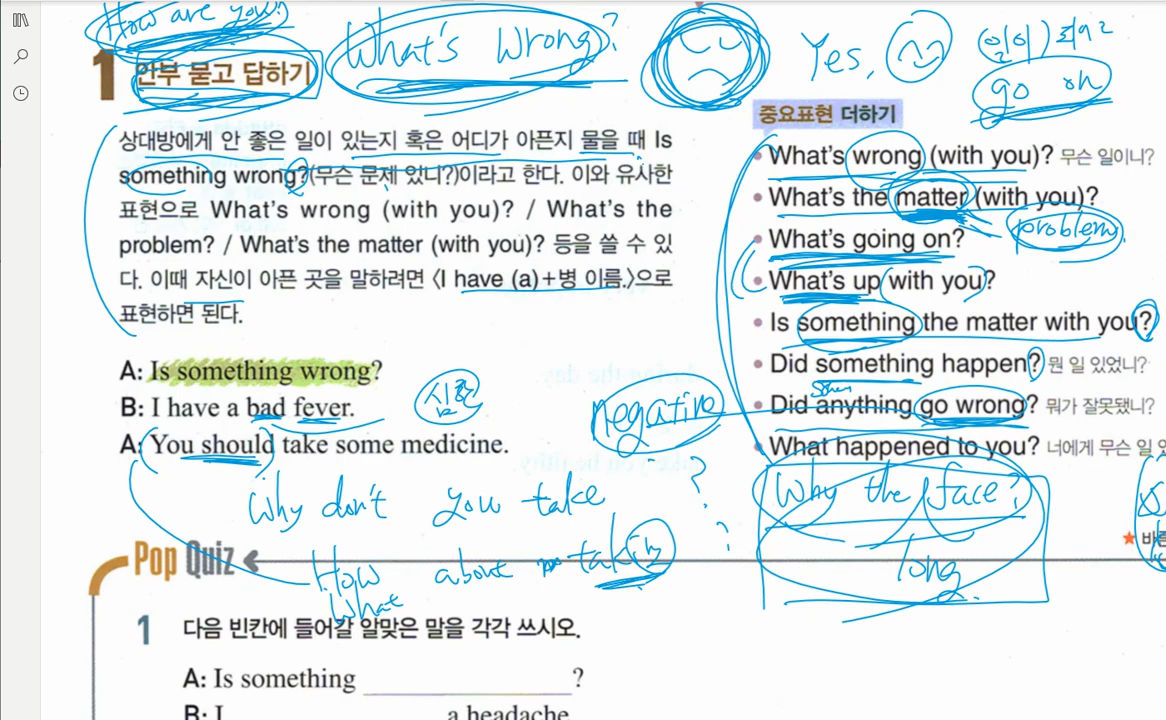 How are you?
What's wrong?
Yes,
(일이) 되어
go on
1 안부 묻고 답하기
상대방에게 안 좋은 일이 있는지 혹은 어디가 아픈지 물을 때 Is
something wrong?(무슨 문제 있니?)이라고 한다. 이와 유사한
표현으로 What's wrong (with you)? / What's the
problem? / What's the matter (with you)? 등을 쓸 수 있
다. 이때 자신이 아픈 곳을 말하려면 〈I have (a)+병 이름.〉으로
표현하면 된다.
A: Is something wrong?
B: I have a bad fever.
심한
A: You should take some medicine.
Why don't you take ?
How about taking ?
What
중요표현 더하기
• What's wrong (with you)? 무슨 일이니?
• What's the matter (with you)?
problem
• What's going on?
• What's up (with you)?
• Is something the matter with you?
• Did something happen? 뭔 일 있었니?
• Did anything go wrong? 뭐가 잘못됐니?
negative
• What happened to you? 너에게 무슨 일
Why the face?
long
★ 바
Pop Quiz
1 다음 빈칸에 들어갈 알맞은 말을 각각 쓰시오.
A: Is something ?
B: I a headache